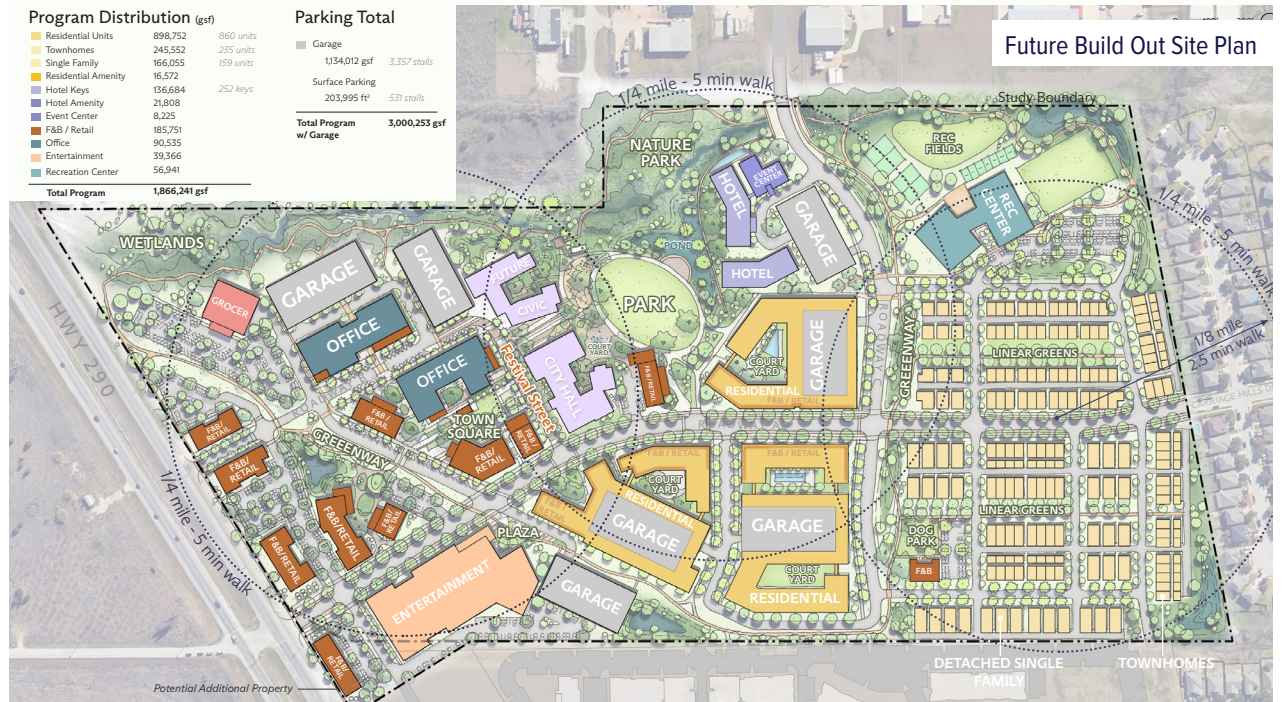 Program Distribution (gsf)
Residential Units 898,752 860 units
Townhomes 245,552 235 units
Single Family 166,055 159 units
Residential Amenity 16,572
Hotel Keys 136,684 252 keys
Hotel Amenity 21,808
Event Center 8,225
F&B / Retail 185,751
Office 90,535
Entertainment 39,366
Recreation Center 56,941
Total Program 1,866,241 gsf
Parking Total
Garage
1,134,012 gsf 3,357 stalls
Surface Parking
203,995 ft² 531 stalls
Total Program 3,000,253 gsf
w/ Garage
Future Build Out Site Plan
1/4 mile - 5 min walk
Study Boundary
NATURE
PARK
REC
FIELDS
HOTEL
EVENT
CENTER
GARAGE
REC
CENTER
1/4 mile - 5 min walk
WETLANDS
POND
HOTEL
GARAGE
GARAGE
FUTURE
CIVIC
PARK
GROCER
OFFICE
OFFICE
HWY 290
Festival Street
CITY HALL
COURT
YARD
F&B/RETAIL
COURT
YARD
GARAGE
RESIDENTIAL
F&B / RETAIL
GREENWAY
LINEAR GREENS
1/8 mile
2.5 min walk
F&B /
RETAIL
TOWN
SQUARE
F&B /
RETAIL
F&B/
RETAIL
F&B/
RETAIL
F&B/
RETAIL
GREENWAY
F&B/RETAIL
F&B/
RETAIL
F&B/RETAIL
1/4 mile - 5 min walk
PLAZA
F&B / RETAIL
COURT
YARD
RESIDENTIAL
F&B/
RETAIL
GARAGE
F&B / RETAIL
GARAGE
COURT
YARD
RESIDENTIAL
LINEAR GREENS
DOG
PARK
F&B
ENTERTAINMENT
GARAGE
F&B/
RETAIL
Potential Additional Property
DETACHED SINGLE
FAMILY
TOWNHOMES